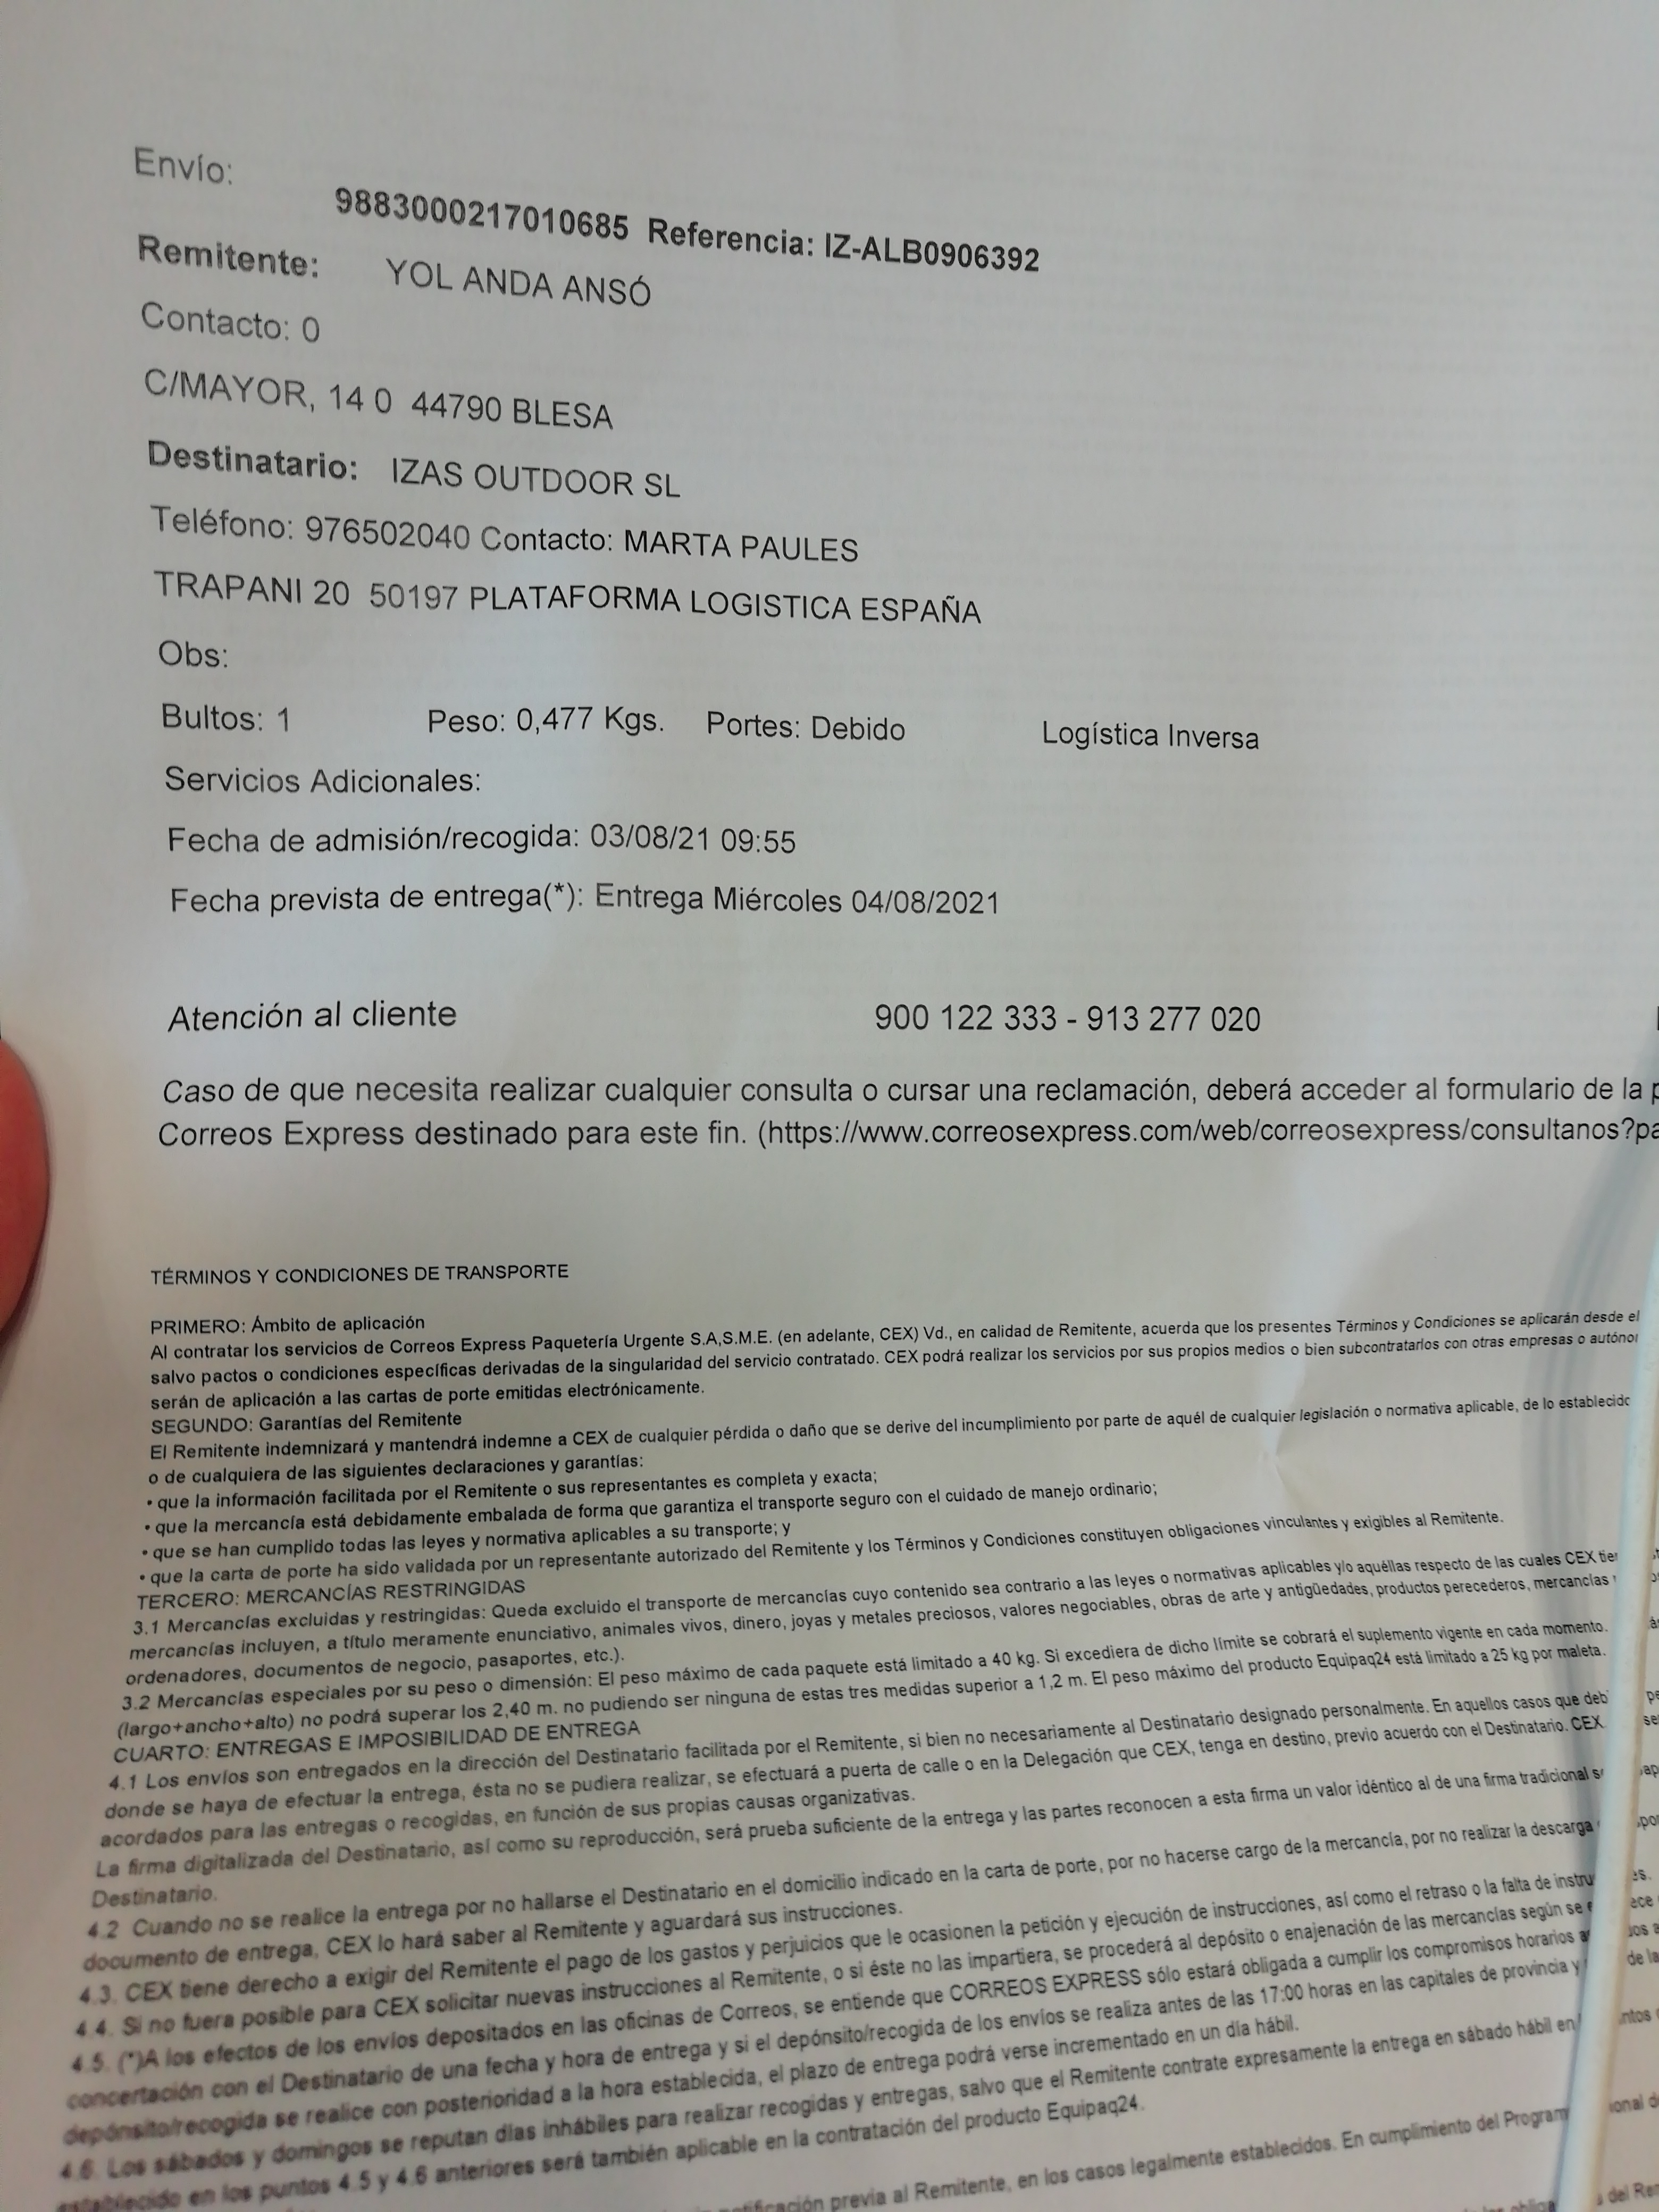 Envío:
9883000217010685 Referencia: IZ-ALB0906392
Remitente: YOL ANDA ANSÓ
Contacto: 0
C/MAYOR, 14 0 44790 BLESA
Destinatario: IZAS OUTDOOR SL
Teléfono: 976502040 Contacto: MARTA PAULES
TRAPANI 20 50197 PLATAFORMA LOGISTICA ESPAÑA
Obs:
Bultos: 1 Peso: 0,477 Kgs. Portes: Debido Logística Inversa
Servicios Adicionales:
Fecha de admisión/recogida: 03/08/21 09:55
Fecha prevista de entrega(*): Entrega Miércoles 04/08/2021
Atención al cliente 900 122 333 - 913 277 020
Caso de que necesita realizar cualquier consulta o cursar una reclamación, deberá acceder al formulario de la
Correos Express destinado para este fin. (https://www.correosexpress.com/web/correosexpress/consultanos?pa
TÉRMINOS Y CONDICIONES DE TRANSPORTE
PRIMERO: Ámbito de aplicación
Al contratar los servicios de Correos Express Paquetería Urgente S.A,S.M.E. (en adelante, CEX) Vd., en calidad de Remitente, acuerda que los presentes Términos y Condiciones se aplicarán desde el
salvo pactos o condiciones específicas derivadas de la singularidad del servicio contratado. CEX podrá realizar los servicios por sus propios medios o bien subcontratarlos con otras empresas o
serán de aplicación a las cartas de porte emitidas electrónicamente.
SEGUNDO: Garantías del Remitente
El Remitente indemnizará y mantendrá indemne a CEX de cualquier pérdida o daño que se derive del incumplimiento por parte de aquél de cualquier legislación o normativa aplicable, de lo
o de cualquiera de las siguientes declaraciones y garantías:
• que la información facilitada por el Remitente o sus representantes es completa y exacta;
• que la mercancía está debidamente embalada de forma que garantiza el transporte seguro con el cuidado de manejo ordinario;
• que se han cumplido todas las leyes y normativa aplicables a su transporte; y
• que la carta de porte ha sido validada por un representante autorizado del Remitente y los Términos y Condiciones constituyen obligaciones vinculantes y exigibles al Remitente.
TERCERO: MERCANCÍAS RESTRINGIDAS
3.1 Mercancías excluidas y restringidas: Queda excluido el transporte de mercancías cuyo contenido sea contrario a las leyes o normativas aplicables y/o aquéllas respecto de las cuales CEX
mercancías incluyen, a título meramente enunciativo, animales vivos, dinero, joyas y metales preciosos, valores negociables, obras de arte y antigüedades, productos perecederos, mercancías
ordenadores, documentos de negocio, pasaportes, etc.).
3.2 Mercancías especiales por su peso o dimensión: El peso máximo de cada paquete está limitado a 40 kg. Si excediera de dicho límite se cobrará el suplemento vigente en cada momento.
(largo+ancho+alto) no podrá superar los 2,40 m. no pudiendo ser ninguna de estas tres medidas superior a 1,2 m. El peso máximo del producto Equipaq24 está limitado a 25 kg por maleta.
CUARTO: ENTREGAS E IMPOSIBILIDAD DE ENTREGA
4.1 Los envíos son entregados en la dirección del Destinatario facilitada por el Remitente, si bien no necesariamente al Destinatario designado personalmente. En aquellos casos que
donde se haya de efectuar la entrega, ésta no se pudiera realizar, se efectuará a puerta de calle o en la Delegación que CEX, tenga en destino, previo acuerdo con el Destinatario. CEX
acordados para las entregas o recogidas, en función de sus propias causas organizativas.
La firma digitalizada del Destinatario, así como su reproducción, será prueba suficiente de la entrega y las partes reconocen a esta firma un valor idéntico al de una firma tradicional
Destinatario.
4.2 Cuando no se realice la entrega por no hallarse el Destinatario en el domicilio indicado en la carta de porte, por no hacerse cargo de la mercancía, por no realizar la descarga
documento de entrega, CEX lo hará saber al Remitente y aguardará sus instrucciones.
4.3. CEX tiene derecho a exigir del Remitente el pago de los gastos y perjuicios que le ocasionen la petición y ejecución de instrucciones, así como el retraso o la falta de
4.4. Si no fuera posible para CEX solicitar nuevas instrucciones al Remitente, o si éste no las impartiera, se procederá al depósito o enajenación de las mercancías según se
4.5. (*)A los efectos de los envíos depositados en las oficinas de Correos, se entiende que CORREOS EXPRESS sólo estará obligada a cumplir los compromisos horarios
concertación con el Destinatario de una fecha y hora de entrega y si el depónsito/recogida de los envíos se realiza antes de las 17:00 horas en las capitales de provincia y de la
depónsito/recogida se realice con posterioridad a la hora establecida, el plazo de entrega podrá verse incrementado en un día hábil.
4.6. Los sábados y domingos se reputan días inhábiles para realizar recogidas y entregas, salvo que el Remitente contrate expresamente la entrega en sábado hábil en
establecido en los puntos 4.5 y 4.6 anteriores será también aplicable en la contratación del producto Equipaq24.
previa al Remitente, en los casos legalmente establecidos. En cumplimiento del